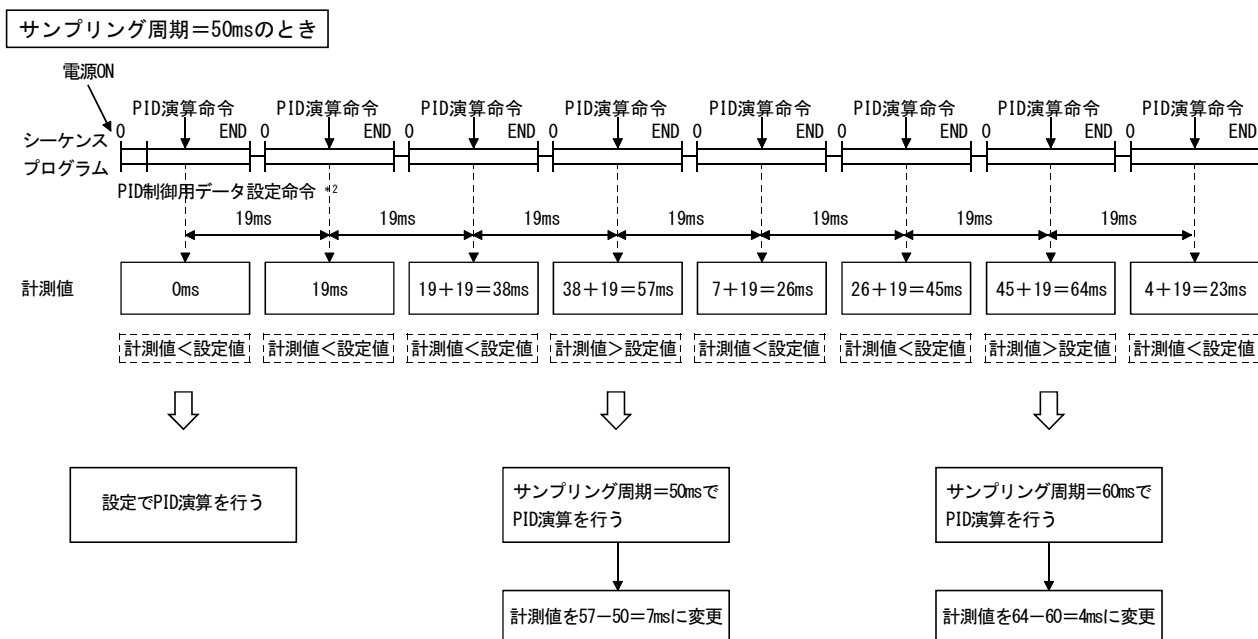 サンプリング周期＝50msのとき
電源ON
PID演算命令 PID演算命令 PID演算命令 PID演算命令 PID演算命令 PID演算命令 PID演算命令 PID演算命令
0 END 0 END 0 END 0 END 0 END 0 END 0 END 0 END
シーケンス
プログラム
PID制御用データ設定命令 *2
19ms 19ms 19ms 19ms 19ms 19ms 19ms
計測値 0ms 19ms 19＋19＝38ms 38＋19＝57ms 7＋19＝26ms 26＋19＝45ms 45＋19＝64ms 4＋19＝23ms
計測値＜設定値 計測値＜設定値 計測値＜設定値 計測値＞設定値 計測値＜設定値 計測値＜設定値 計測値＞設定値 計測値＜設定値
設定でPID演算を行う
サンプリング周期＝50msで
PID演算を行う
サンプリング周期＝60msで
PID演算を行う
計測値を57－50＝7msに変更
計測値を64－60＝4msに変更